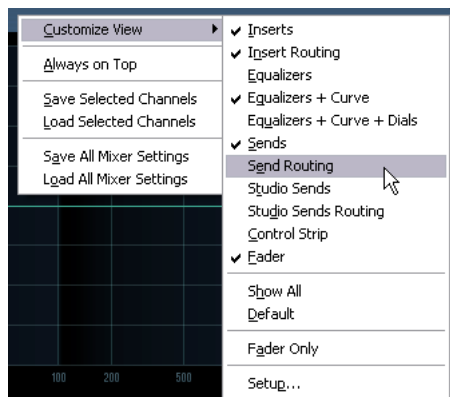 Customize View
Always on Top
Save Selected Channels
Load Selected Channels
Save All Mixer Settings
Load All Mixer Settings
Inserts
Insert Routing
Equalizers
Equalizers + Curve
Equalizers + Curve + Dials
Sends
Send Routing
Studio Sends
Studio Sends Routing
Control Strip
Fader
Show All
Default
Fader Only
Setup...
100 200 500